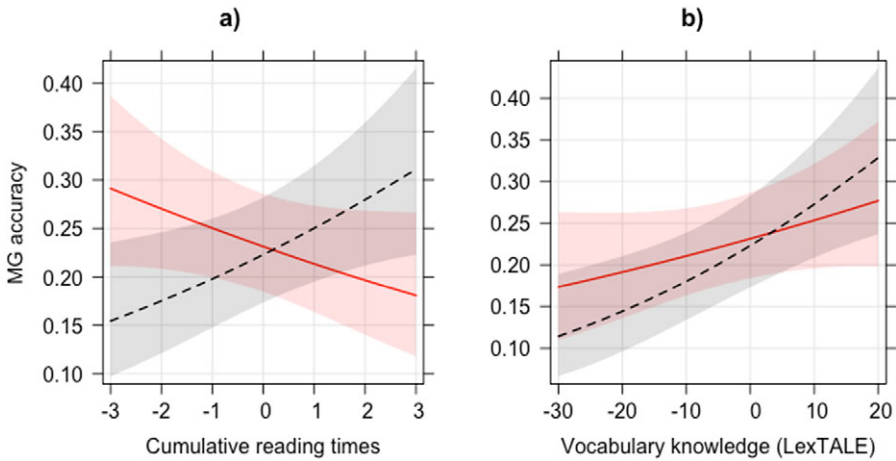 a)
MG accuracy
0.40
0.35
0.30
0.25
0.20
0.15
0.10
-3 -2 -1 0 1 2 3
Cumulative reading times
b)
0.40
0.35
0.30
0.25
0.20
0.15
0.10
-30 -20 -10 0 10 20
Vocabulary knowledge (LexTALE)